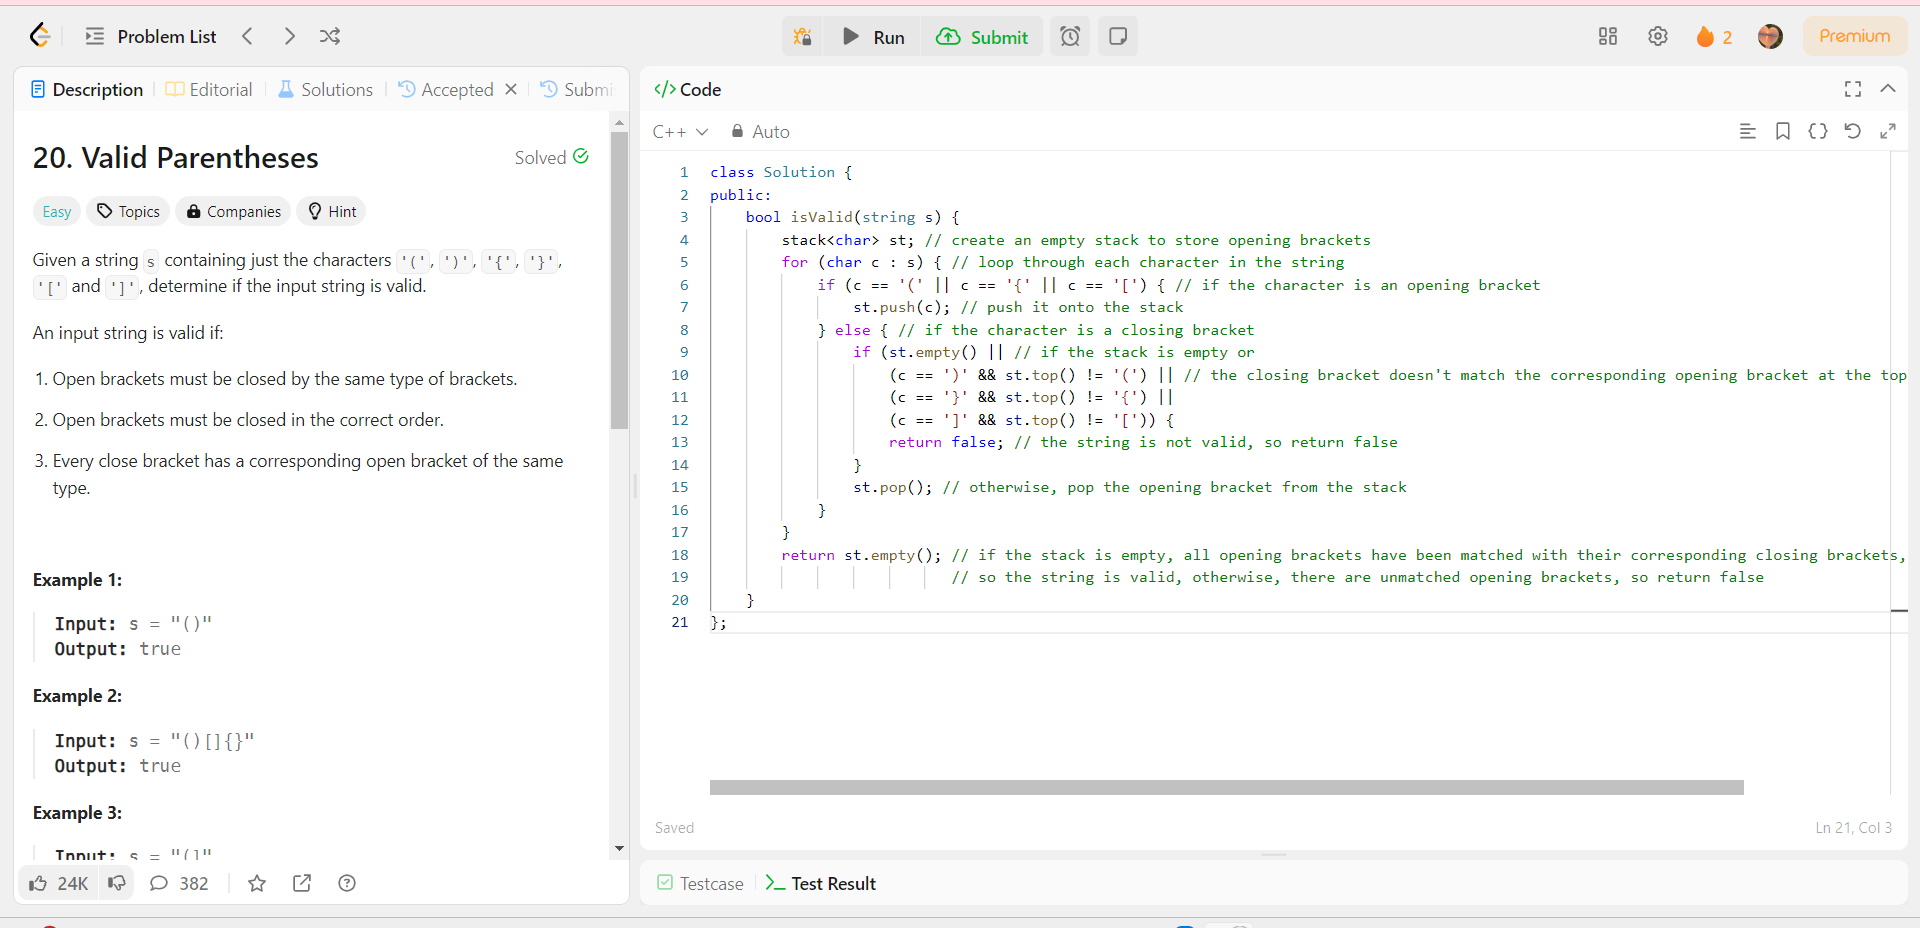 Problem List
Run
Submit
2
Premium
Description
Editorial
Solutions
Accepted
Submi
20. Valid Parentheses
Solved
Easy
Topics
Companies
Hint
Given a string s containing just the characters '(', ')', '{', '}',
'[' and ']', determine if the input string is valid.
An input string is valid if:
1. Open brackets must be closed by the same type of brackets.
2. Open brackets must be closed in the correct order.
3. Every close bracket has a corresponding open bracket of the same
type.
Example 1:
Input: s = "()"
Output: true
Example 2:
Input: s = "()[]{}"
Output: true
Example 3:
Input: s = "(]"
24K
382
</> Code
C++
Auto
1 class Solution {
2 public:
3     bool isValid(string s) {
4         stack<char> st; // create an empty stack to store opening brackets
5         for (char c : s) { // loop through each character in the string
6             if (c == '(' || c == '{' || c == '[') { // if the character is an opening bracket
7                 st.push(c); // push it onto the stack
8             } else { // if the character is a closing bracket
9                 if (st.empty() || // if the stack is empty or
10                     (c == ')' && st.top() != '(') || // the closing bracket doesn't match the corresponding opening bracket at the top
11                     (c == '}' && st.top() != '{') ||
12                     (c == ']' && st.top() != '[')) {
13                     return false; // the string is not valid, so return false
14                 }
15                 st.pop(); // otherwise, pop the opening bracket from the stack
16             }
17         }
18         return st.empty(); // if the stack is empty, all opening brackets have been matched with their corresponding closing brackets,
19                            // so the string is valid, otherwise, there are unmatched opening brackets, so return false
20     }
21 };
Saved
Ln 21, Col 3
Testcase
Test Result